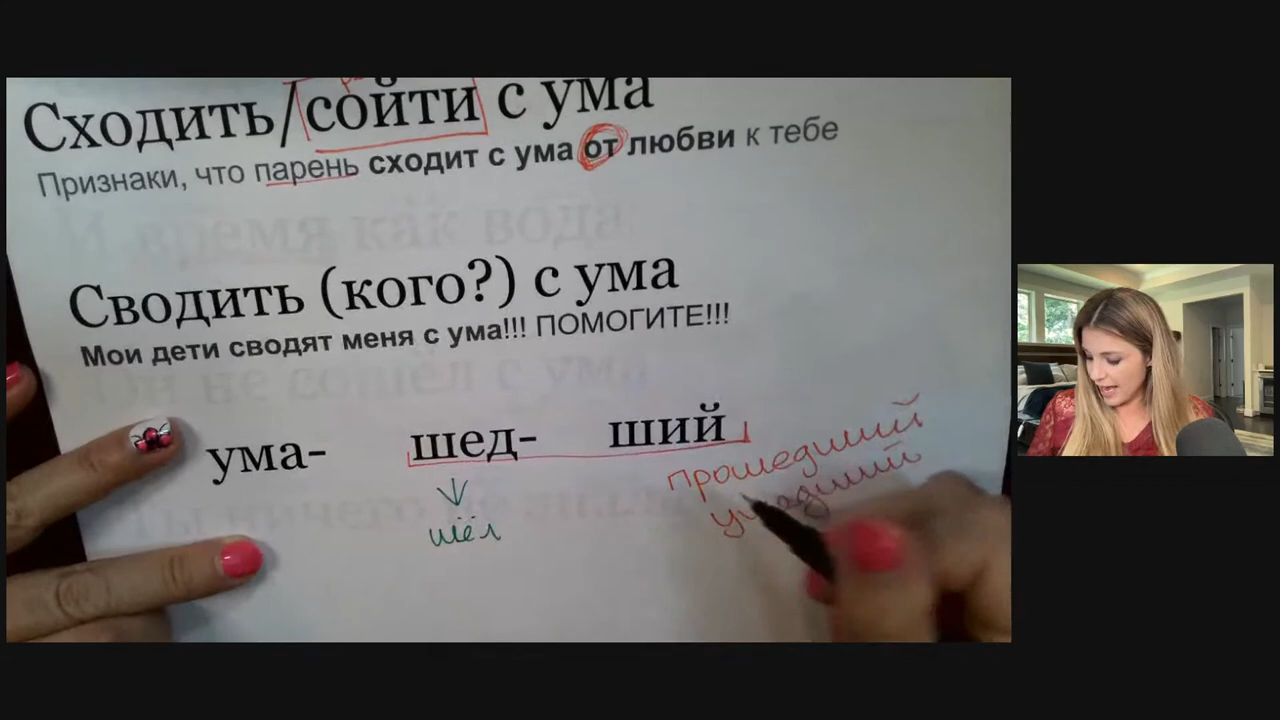 Сходить/сойти с ума
Признаки, что парень сходит с ума от любви к тебе
Сводить (кого?) с ума
Мои дети сводят меня с ума!!! ПОМОГИТЕ!!!
ума- шед- ший
прошедший
шёл